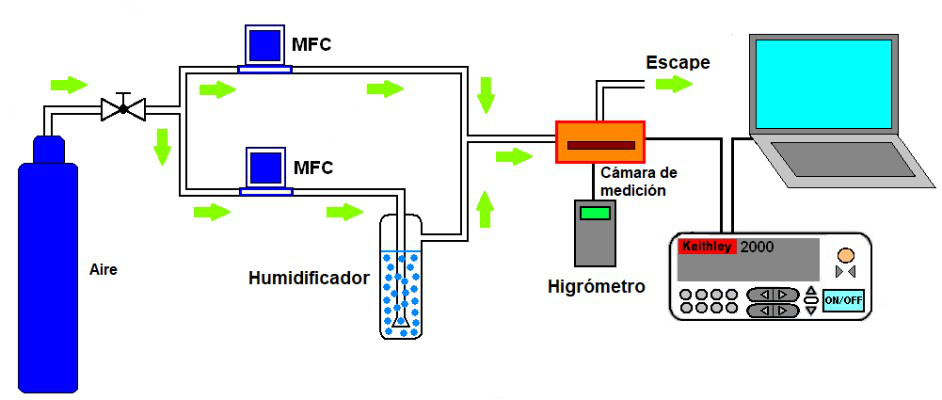 MFC
Escape
MFC
Cámara de
medición
Keithley 2000
Aire
Humidificador
Higrómetro
ON/OFF